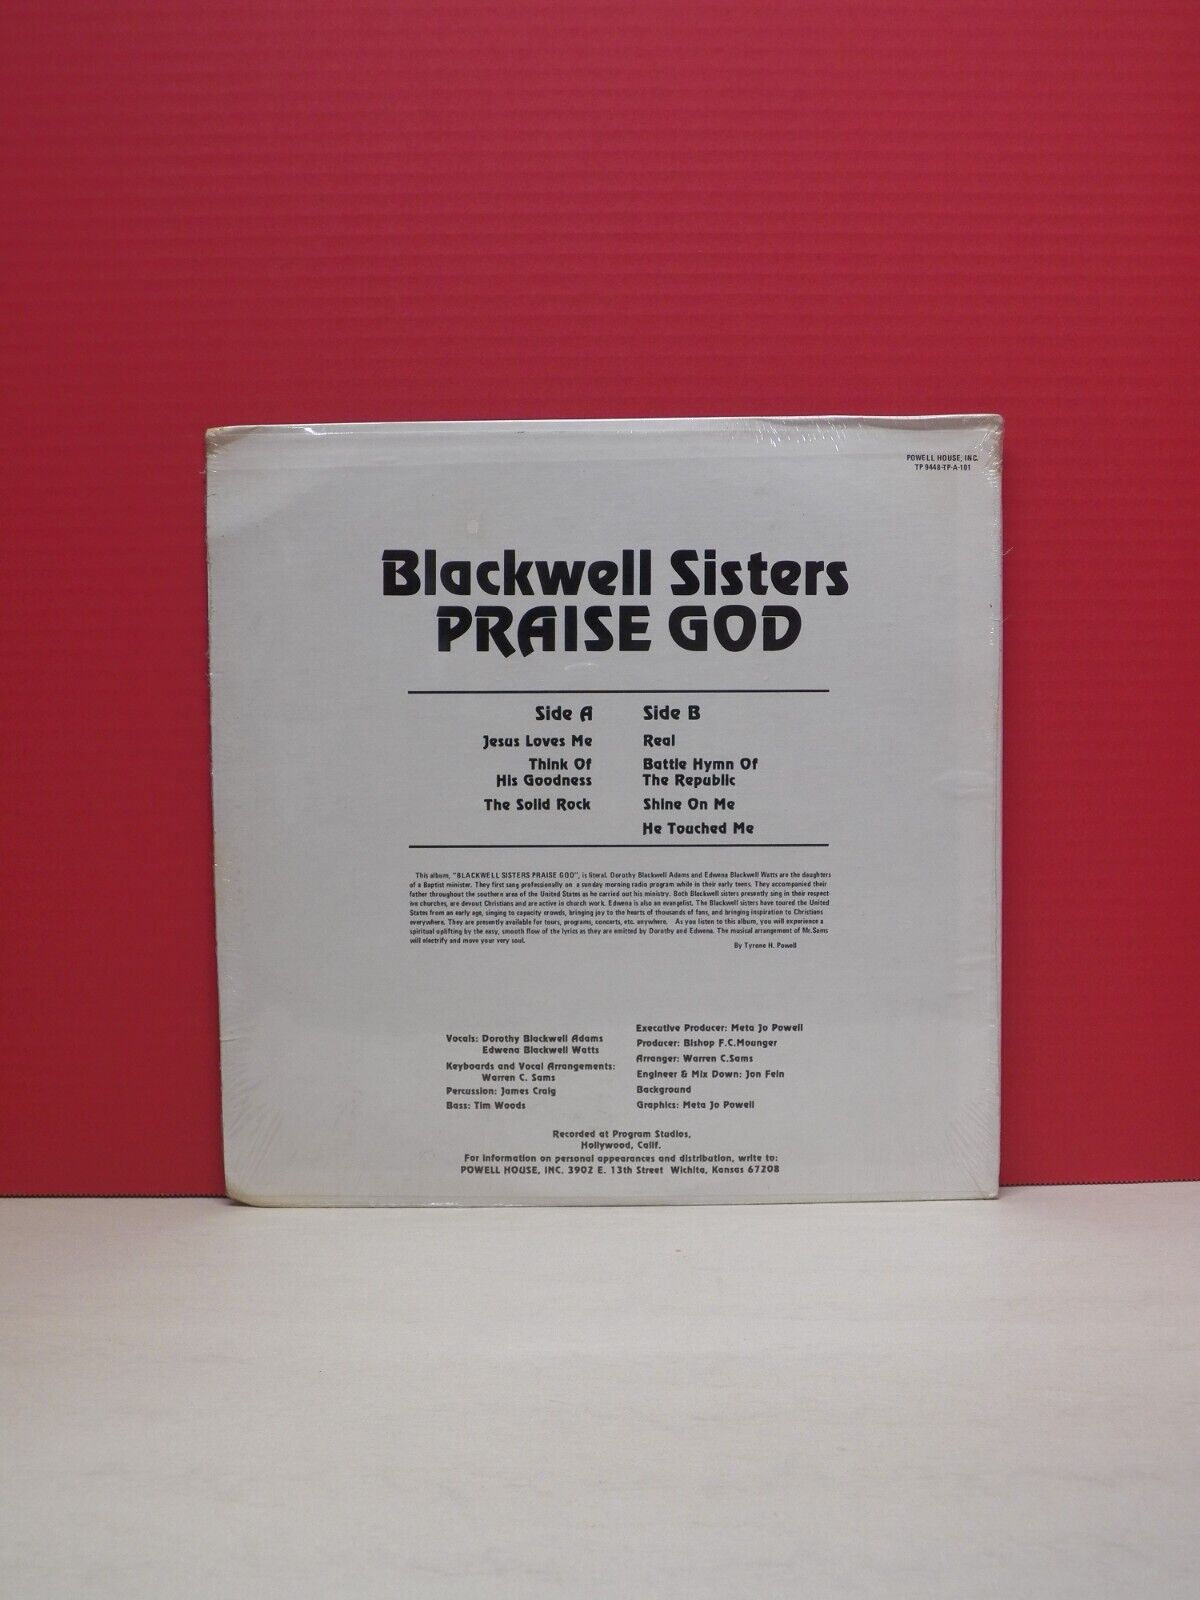 POWELL HOUSE, INC.
TP 9448-TP-A-101
Blackwell Sisters
PRAISE GOD
Side A
Jesus Loves Me
Think Of
His Goodness
The Solid Rock
Side B
Real
Battle Hymn Of
The Republic
Shine On Me
He Touched Me
This album, "BLACKWELL SISTERS PRAISE GOD", is literal. Dorothy Blackwell Adams and Edwena Blackwell Watts are the daughters
of a Baptist minister. They first sang professionally on a sunday morning radio program while in their early teens. They accompanied their
father throughout the southern area of the United States as he carried out his ministry. Both Blackwell sisters presently sing in their respect-
ive churches, are devout Christians and are active in church work. Edwena is also an evangelist. The Blackwell sisters have toured the United
States from an early age, singing to capacity crowds, bringing joy to the hearts of thousands of fans, and bringing inspiration to Christians
everywhere. They are presently available for tours, programs, concerts, etc. anywhere. As you listen to this album, you will experience a
spiritual uplifting by the easy, smooth flow of the lyrics as they are emitted by Dorothy and Edwena. The musical arrangement of Mr.Sams
will electrify and move your very soul.
By Tyrone H. Powell
Vocals: Dorothy Blackwell Adams
Edwena Blackwell Watts
Keyboards and Vocal Arrangements:
Warren C. Sams
Percussion: James Craig
Bass: Tim Woods
Executive Producer: Meta Jo Powell
Producer: Bishop F.C.Mounger
Arranger: Warren C.Sams
Engineer & Mix Down: Jon Fein
Background
Graphics: Meta Jo Powell
Recorded at Program Studios,
Hollywood, Calif.
For information on personal appearances and distribution, write to:
POWELL HOUSE, INC. 3902 E. 13th Street Wichita, Kansas 67208